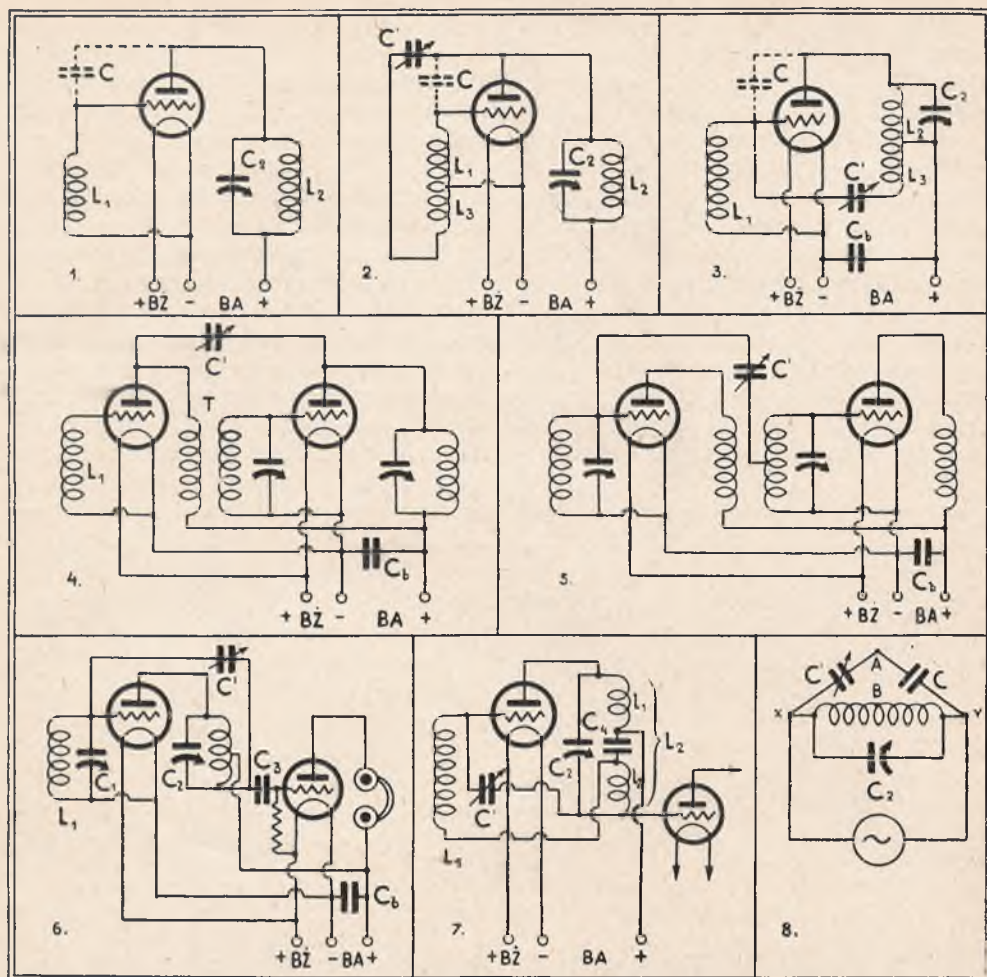 C
C₂
L₁
L₂
1.
+ BŻ - BA +
C'
C
L₁
C₂
L₂
L₃
2.
+ BŻ - BA +
C
C₂
L₂
C'
L₃
L₁
C_b
3.
+ BŻ - BA +
C'
T
L₁
C_b
4.
+ BŻ - BA +
C'
C_b
5.
+ BŻ - BA +
C'
C₁
C₂
C₃
L₁
C_b
6.
+ BŻ - BA +
L₁
C₄
L₂
C₂
C'
L₁
7.
+ BŻ - BA +
A
C'
C
B
X
Y
C₂
8.